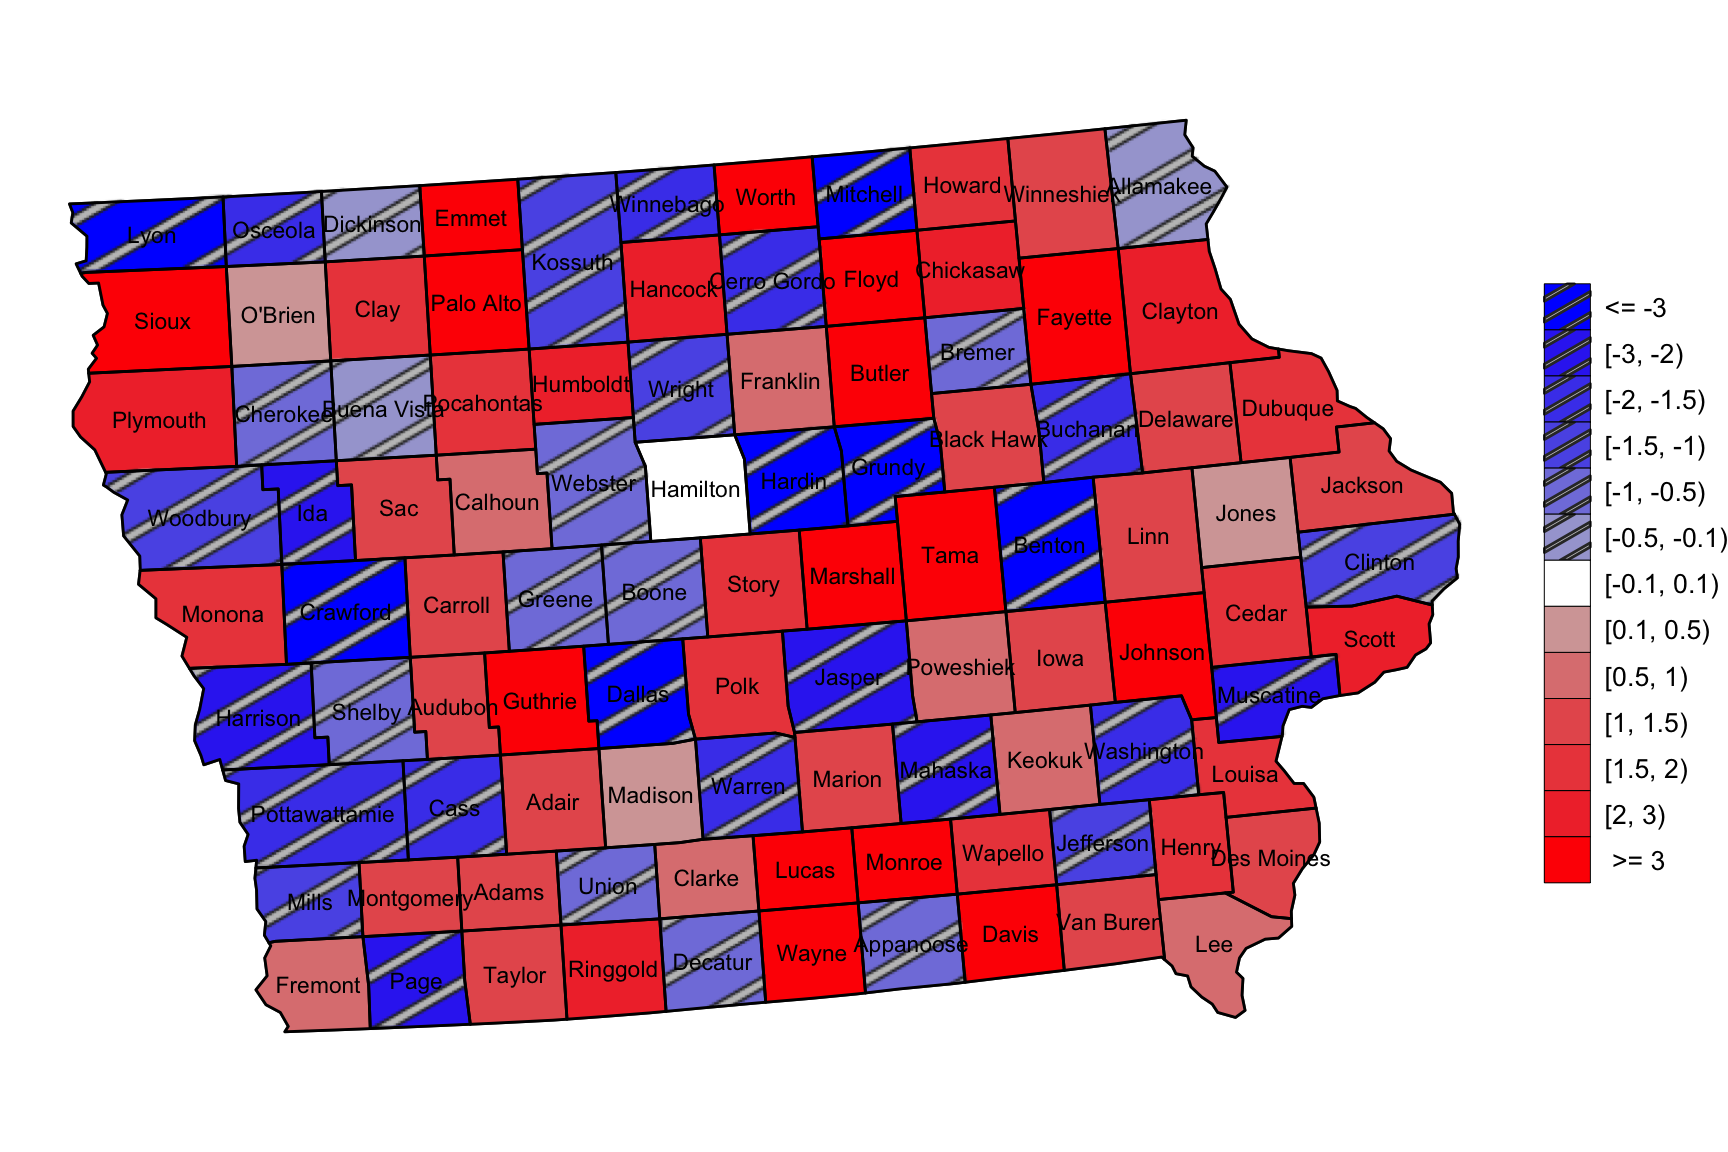 Allamakee
Winneshiek
Howard
Mitchell
Worth
Winnebago
Emmet
Dickinson
Osceola
Lyon
Kossuth
Hancock
Cerro Gordo
Floyd
Chickasaw
Fayette
Clayton
Sioux
O'Brien
Clay
Palo Alto
Plymouth
Cherokee
Buena Vista
Pocahontas
Humboldt
Wright
Franklin
Butler
Bremer
Black Hawk
Buchanan
Delaware
Dubuque
Woodbury
Ida
Sac
Calhoun
Webster
Hamilton
Hardin
Grundy
Tama
Benton
Linn
Jones
Jackson
Clinton
Monona
Crawford
Carroll
Greene
Boone
Story
Marshall
Cedar
Scott
Harrison
Shelby
Audubon
Guthrie
Dallas
Polk
Jasper
Poweshiek
Iowa
Johnson
Muscatine
Pottawattamie
Cass
Adair
Madison
Warren
Marion
Mahaska
Keokuk
Washington
Louisa
Mills
Montgomery
Adams
Union
Clarke
Lucas
Monroe
Wapello
Jefferson
Henry
Des Moines
Fremont
Page
Taylor
Ringgold
Decatur
Wayne
Appanoose
Davis
Van Buren
Lee
<= -3
[-3, -2)
[-2, -1.5)
[-1.5, -1)
[-1, -0.5)
[-0.5, -0.1)
[-0.1, 0.1)
[0.1, 0.5)
[0.5, 1)
[1, 1.5)
[1.5, 2)
[2, 3)
>= 3